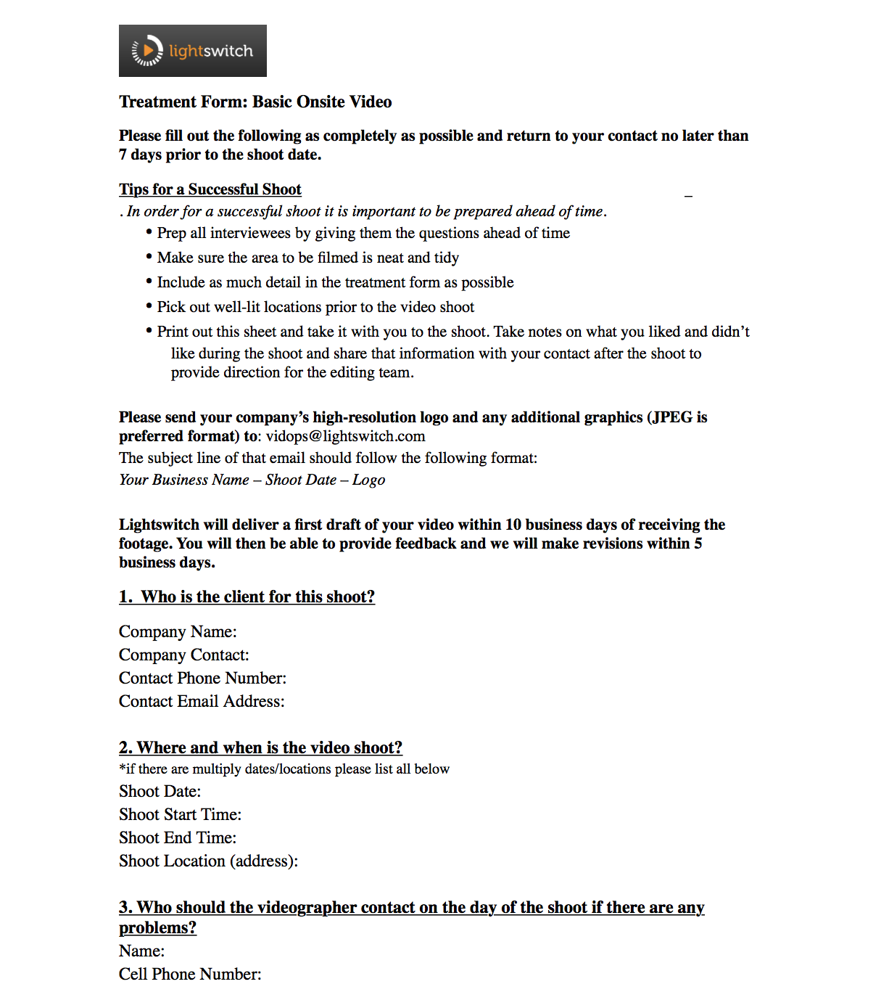 lightswitch
Treatment Form: Basic Onsite Video
Please fill out the following as completely as possible and return to your contact no later than
7 days prior to the shoot date.
Tips for a Successful Shoot
. In order for a successful shoot it is important to be prepared ahead of time.
• Prep all interviewees by giving them the questions ahead of time
• Make sure the area to be filmed is neat and tidy
• Include as much detail in the treatment form as possible
• Pick out well-lit locations prior to the video shoot
• Print out this sheet and take it with you to the shoot. Take notes on what you liked and didn’t
like during the shoot and share that information with your contact after the shoot to
provide direction for the editing team.
Please send your company’s high-resolution logo and any additional graphics (JPEG is
preferred format) to: vidops@lightswitch.com
The subject line of that email should follow the following format:
Your Business Name – Shoot Date – Logo
Lightswitch will deliver a first draft of your video within 10 business days of receiving the
footage. You will then be able to provide feedback and we will make revisions within 5
business days.
1.  Who is the client for this shoot?
Company Name:
Company Contact:
Contact Phone Number:
Contact Email Address:
2. Where and when is the video shoot?
*if there are multiply dates/locations please list all below
Shoot Date:
Shoot Start Time:
Shoot End Time:
Shoot Location (address):
3. Who should the videographer contact on the day of the shoot if there are any
problems?
Name:
Cell Phone Number: